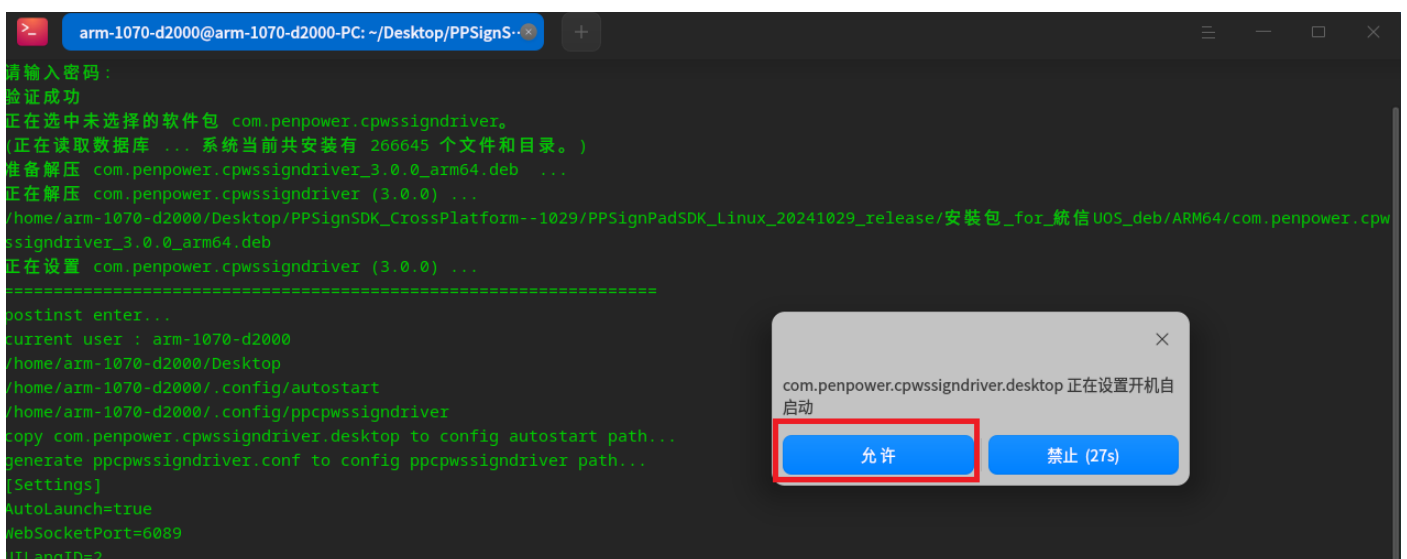 arm-1070-d2000@arm-1070-d2000-PC: ~/Desktop/PPSignS··
请输入密码:
验证成功
正在选中未选择的软件包 com.penpower.cpwssigndriver。
(正在读取数据库 ... 系统当前共安装有 266645 个文件和目录。)
准备解压 com.penpower.cpwssigndriver_3.0.0_arm64.deb ...
正在解压 com.penpower.cpwssigndriver (3.0.0) ...
/home/arm-1070-d2000/Desktop/PPSignSDK_CrossPlatform--1029/PPSignPadSDK_Linux_20241029_release/安裝包_for_統信UOS_deb/ARM64/com.penpower.cpw
ssigndriver_3.0.0_arm64.deb
正在设置 com.penpower.cpwssigndriver (3.0.0) ...
===================================================================
postinst enter...
current user : arm-1070-d2000
/home/arm-1070-d2000/Desktop
/home/arm-1070-d2000/.config/autostart
/home/arm-1070-d2000/.config/ppcpwssigndriver
copy com.penpower.cpwssigndriver.desktop to config autostart path...
generate ppcpwssigndriver.conf to config ppcpwssigndriver path...
[Settings]
AutoLaunch=true
WebSocketPort=6089
UILangID=2
com.penpower.cpwssigndriver.desktop 正在设置开机自
启动
允许
禁止 (27s)